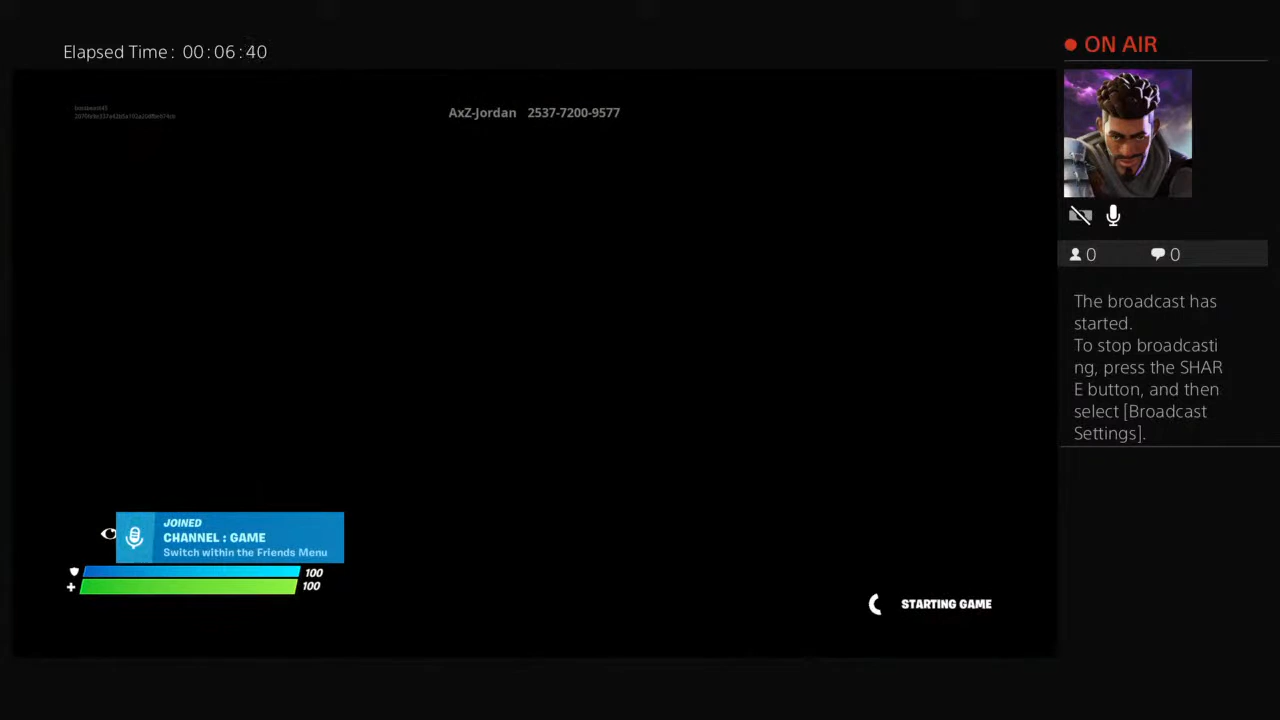 Elapsed Time: 00:06:40
ON AIR
AxZ-Jordan 2537-7200-9577
0 0
The broadcast has
started.
To stop broadcasti
ng, press the SHAR
E button, and then
select [Broadcast
Settings].
JOINED
CHANNEL : GAME
Switch within the Friends Menu
100
100
STARTING GAME